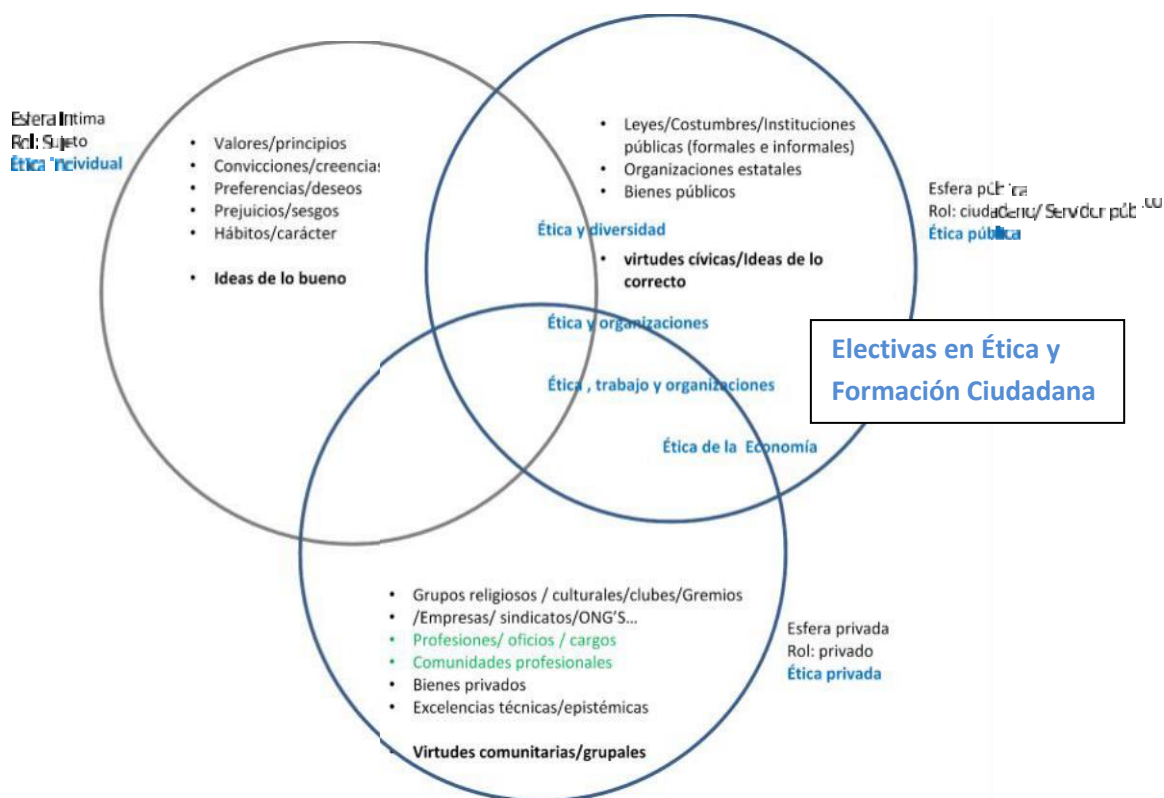 Esfera íntima
Rol: Sujeto
Ética
• Valores/principios
• Convicciones/creencias
• Preferencias/deseos
• Prejuicios/sesgos
• Hábitos/carácter
• Ideas de lo bueno
• Leyes/Costumbres/Instituciones
públicas (formales e informales)
• Organizaciones estatales
• Bienes públicos
Ética y diversidad
• virtudes cívicas/Ideas de lo
correcto
Esfera
Rol: ciudadano/ Servidor
Ética pública
Ética y organizaciones
Ética , trabajo y organizaciones
Ética de la Economía
Electivas en Ética y
Formación Ciudadana
• Grupos religiosos / culturales/clubes/Gremios
• /Empresas/ sindicatos/ONG'S...
• Profesiones/ oficios / cargos
• Comunidades profesionales
• Bienes privados
• Excelencias técnicas/epistémicas
Virtudes comunitarias/grupales
Esfera privada
Rol: privado
Ética privada